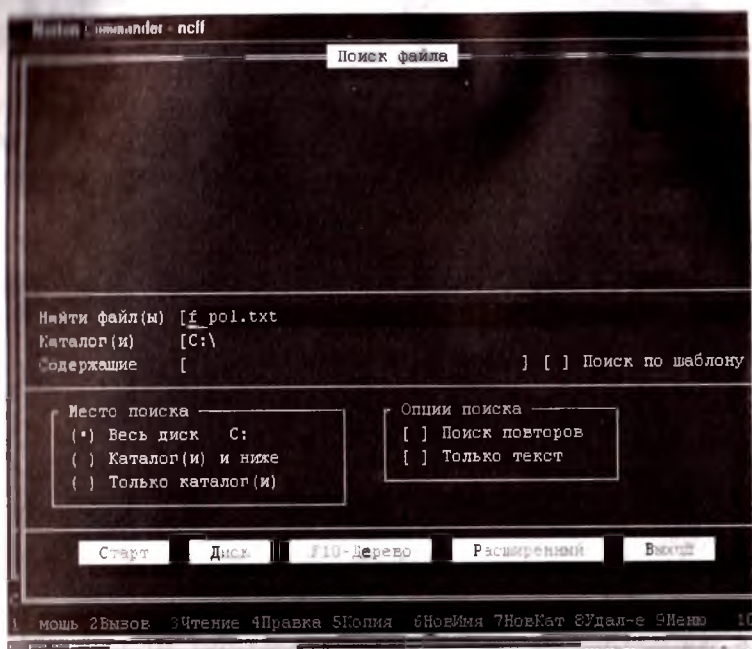 Commander - ncff
Поиск файла
Найти файл(ы) [f_pol.txt
Каталог(и) [C:\
Содержащие [ ] [ ] Поиск по шаблону
Место поиска
(•) Весь диск C:
( ) Каталог(и) и ниже
( ) Только каталог(и)
Опции поиска
[ ] Поиск повторов
[ ] Только текст
Старт Диск F10-Дерево Расширенный Выход
мощь 2Вызов 3Чтение 4Правка 5Копия 6НовИмя 7НовКат 8Удал-е 9Меню 10